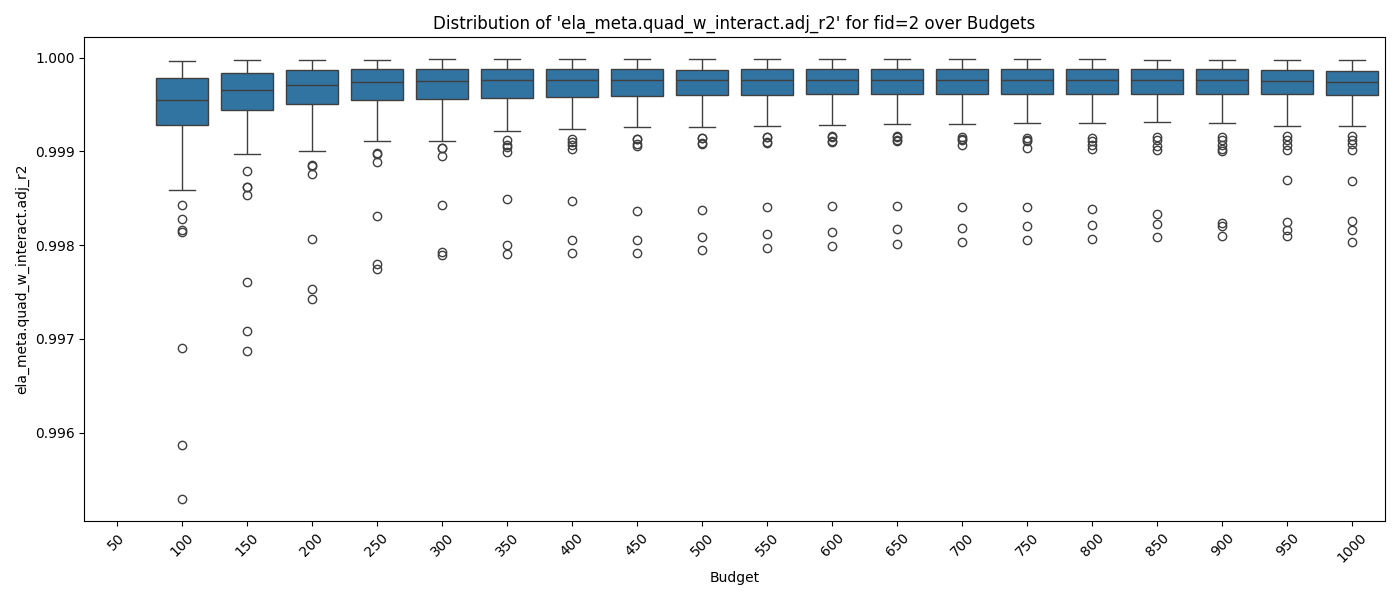 Distribution of 'ela_meta.quad_w_interact.adj_r2' for fid=2 over Budgets
ela_meta.quad_w_interact.adj_r2
1.000
0.999
0.998
0.997
0.996
50 100 150 200 250 300 350 400 450 500 550 600 650 700 750 800 850 900 950 1000
Budget